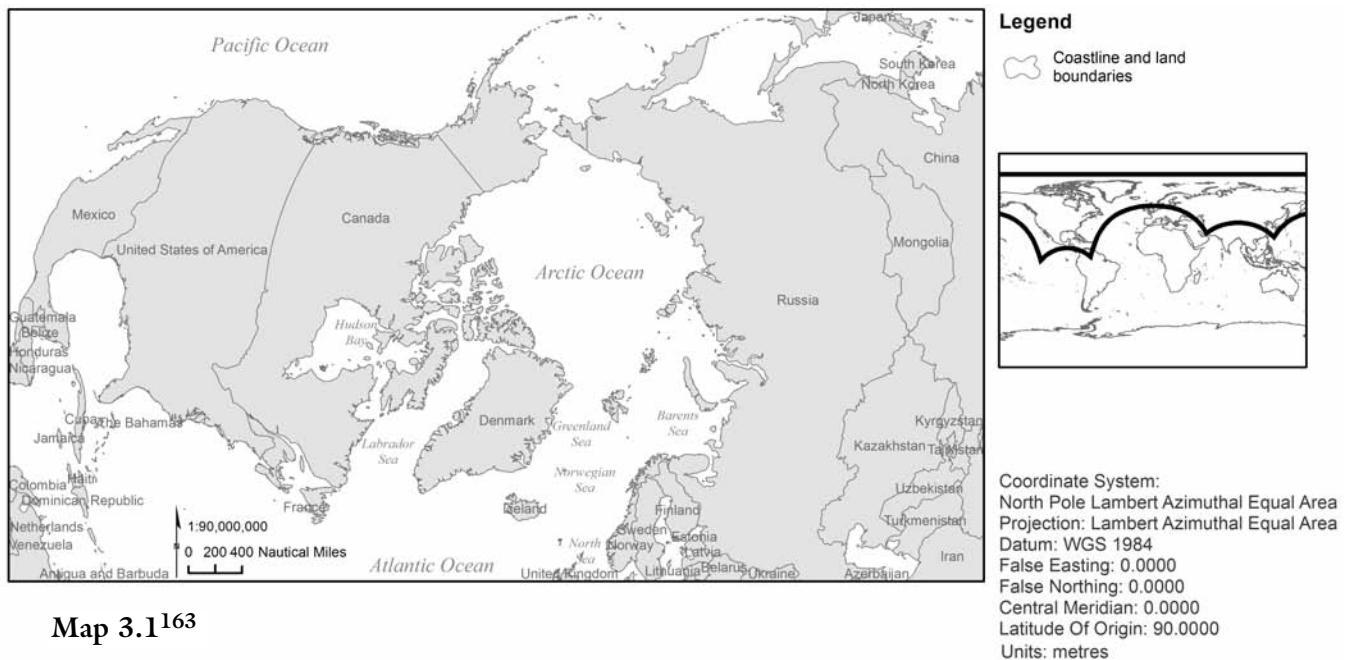 Pacific Ocean
Japan
South Korea
North Korea
China
Mexico
Canada
United States of America
Mongolia
Arctic Ocean
Russia
Guatemala
Belize
Honduras
Nicaragua
Hudson
Bay
Cuba
The Bahamas
Jamaica
Haiti
Colombia
Dominican Republic
Netherlands
Venezuela
Antigua and Barbuda
Labrador
Sea
Denmark
Greenland
Sea
Barents
Sea
Norwegian
Sea
Kyrgyzstan
Kazakhstan
Tajikistan
Uzbekistan
Turkmenistan
Iran
France
Iceland
Finland
Sweden
Estonia
Norway
Latvia
North
Sea
Atlantic Ocean
United Kingdom
Lithuania
Belarus
Ukraine
Azerbaijan
N
1:90,000,000
0 200 400 Nautical Miles
Legend
Coastline and land
boundaries
Coordinate System:
North Pole Lambert Azimuthal Equal Area
Projection: Lambert Azimuthal Equal Area
Datum: WGS 1984
False Easting: 0.0000
False Northing: 0.0000
Central Meridian: 0.0000
Latitude Of Origin: 90.0000
Units: metres
Map 3.1163